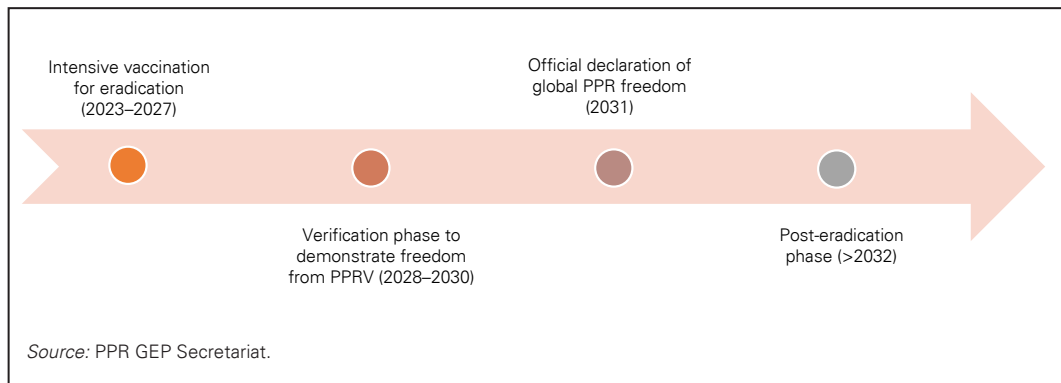 Intensive vaccination
for eradication
(2023–2027)
Verification phase to
demonstrate freedom
from PPRV (2028–2030)
Official declaration of
global PPR freedom
(2031)
Post-eradication
phase (>2032)
Source: PPR GEP Secretariat.